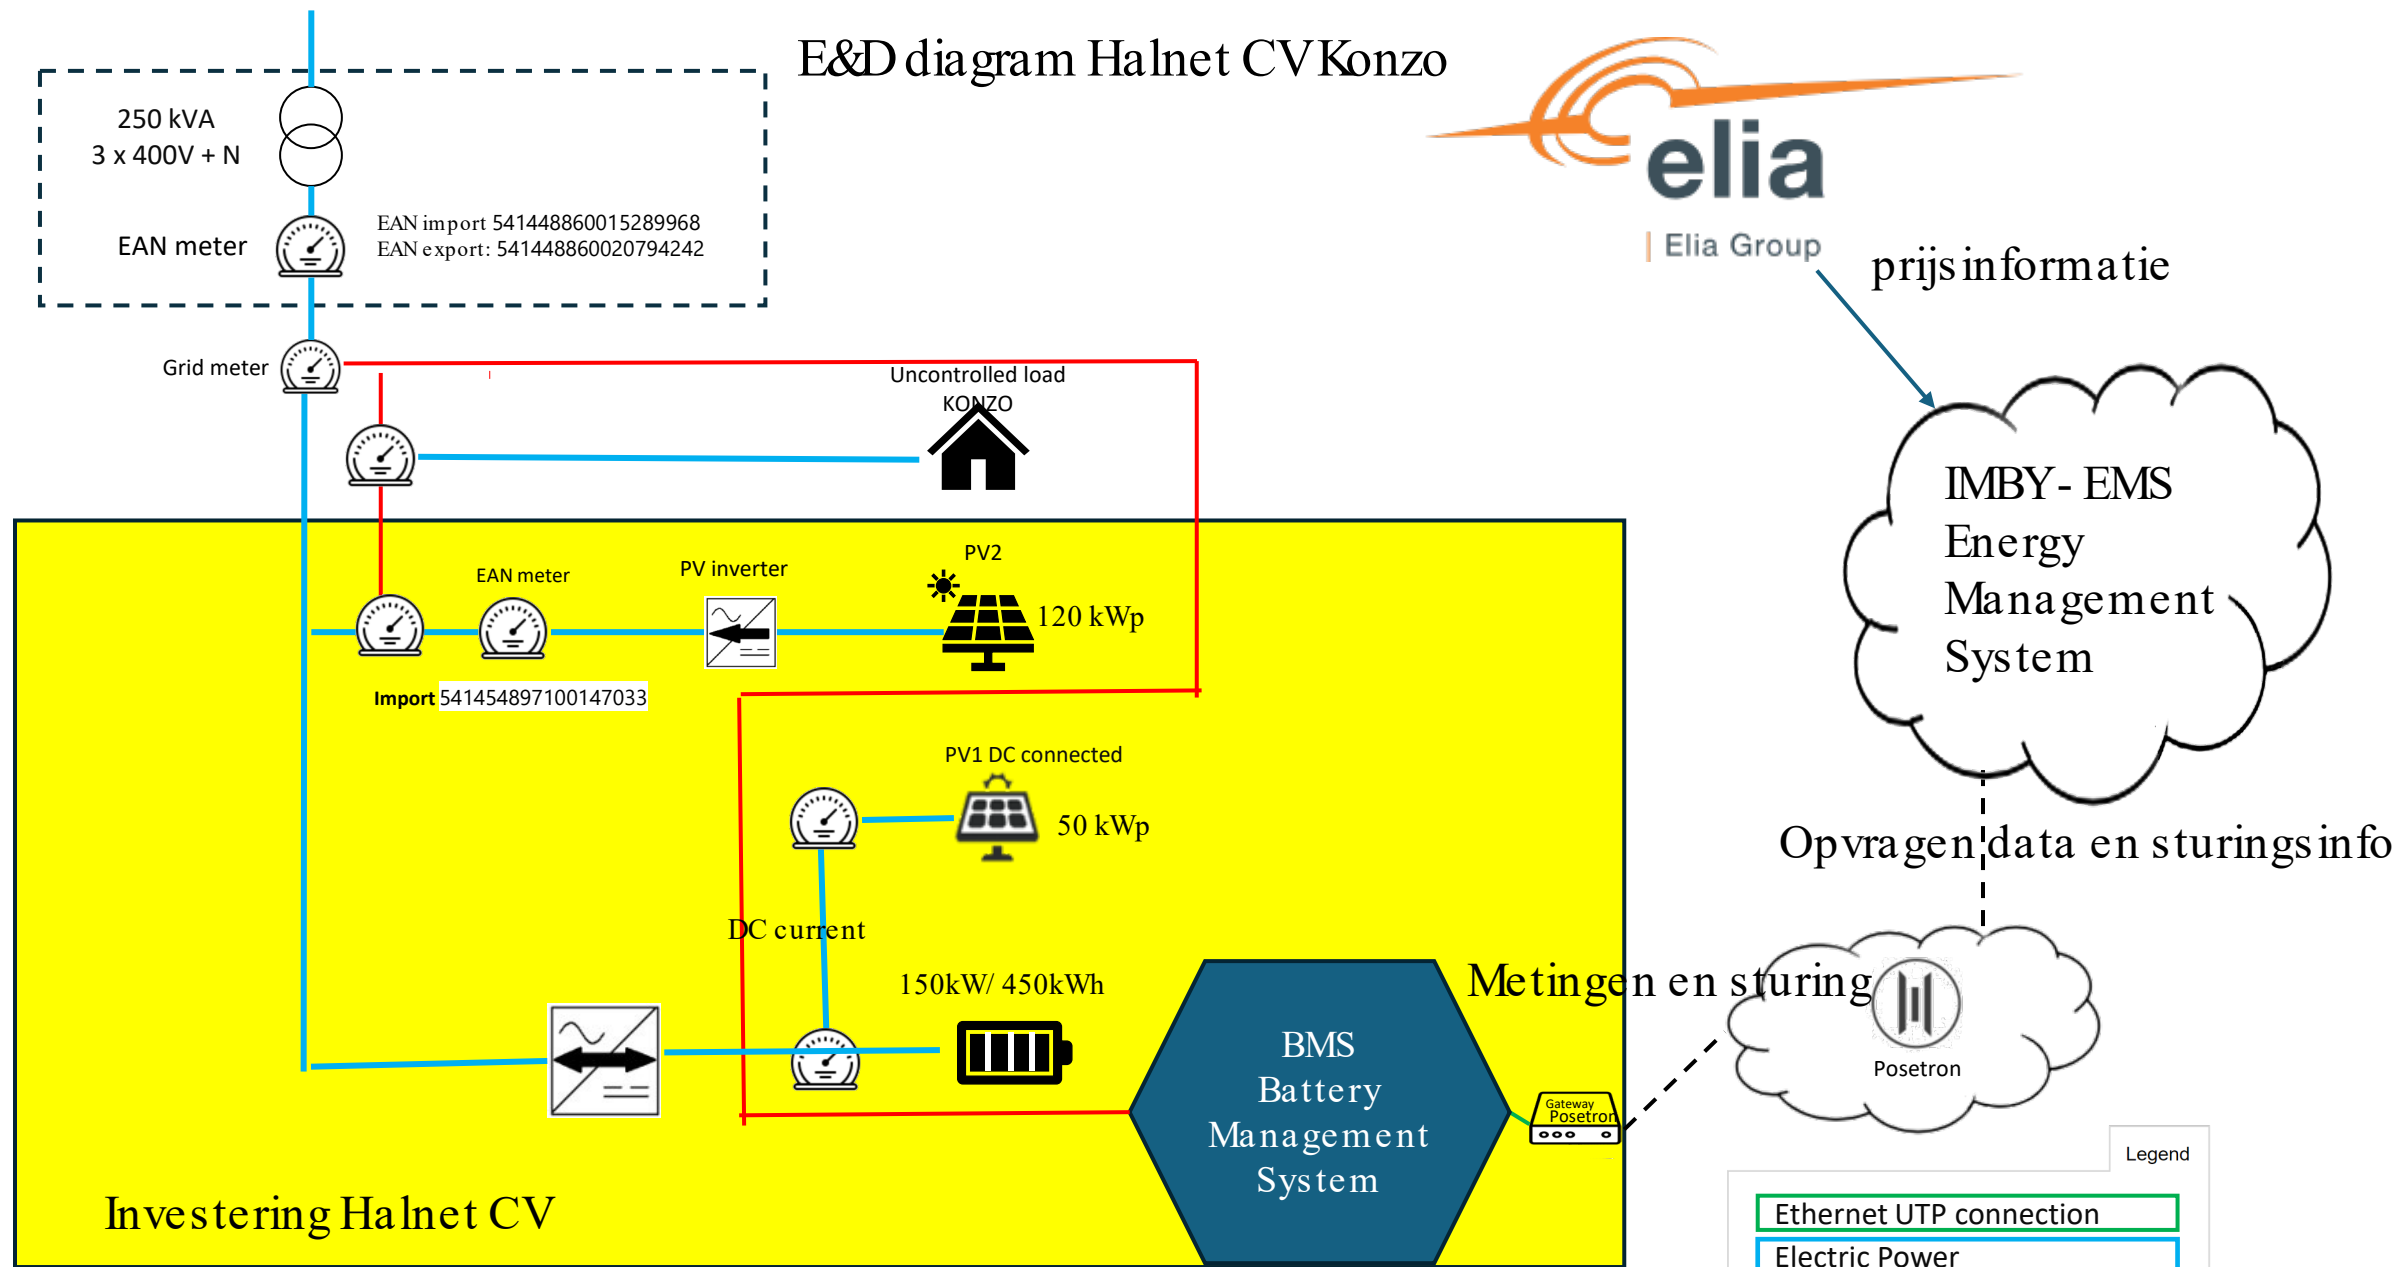 E&D diagram Halnet CV Konzo
250 kVA
3 x 400V + N
EAN meter
EAN import 541448860015289968
EAN export: 541448860020794242
elia
| Elia Group
prijsinformatie
Grid meter
Uncontrolled load
KONZO
IMBY- EMS
Energy
Management
System
EAN meter
PV inverter
PV2
120 kWp
Import 541454897100147033
PV1 DC connected
50 kWp
Opvragen data en sturingsinfo
DC current
150kW/ 450kWh
Metingen en sturing
BMS
Battery
Management
System
Gateway
Posetron
Posetron
Investering Halnet CV
Legend
Ethernet UTP connection
Electric Power